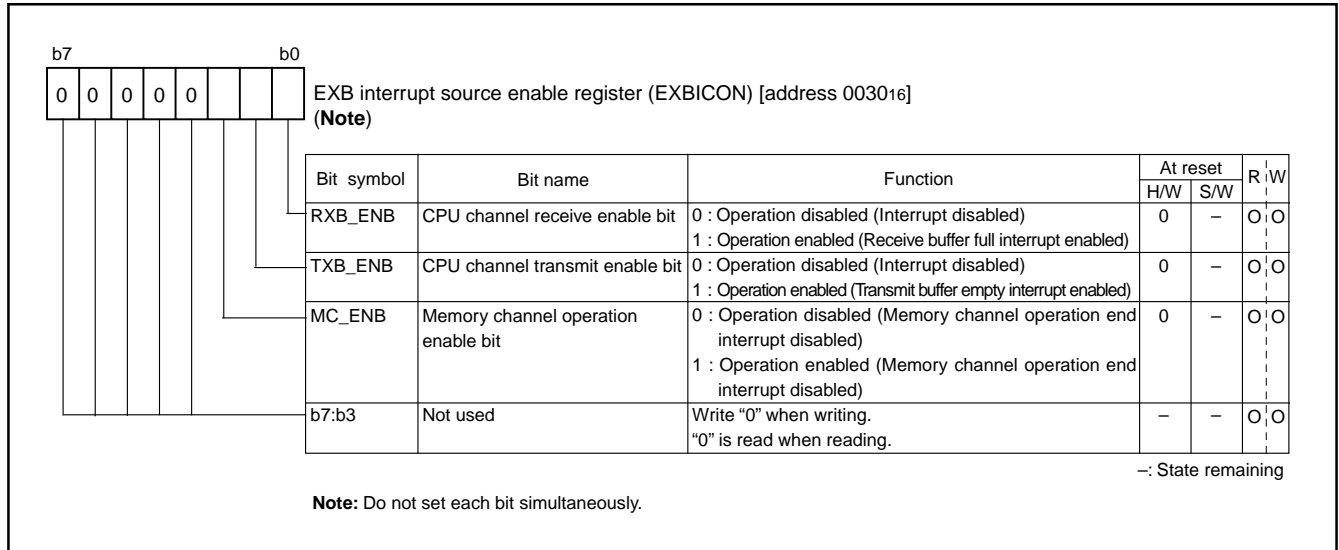 b7 b0
0 0 0 0 0 EXB interrupt source enable register (EXBICON) [address 003016]
(Note)
Bit symbol Bit name Function At reset R W
H/W S/W
RXB_ENB CPU channel receive enable bit 0 : Operation disabled (Interrupt disabled) 0 – O O
1 : Operation enabled (Receive buffer full interrupt enabled)
TXB_ENB CPU channel transmit enable bit 0 : Operation disabled (Interrupt disabled) 0 – O O
1 : Operation enabled (Transmit buffer empty interrupt enabled)
MC_ENB Memory channel operation 0 : Operation disabled (Memory channel operation end 0 – O O
enable bit interrupt disabled)
1 : Operation enabled (Memory channel operation end
interrupt disabled)
b7:b3 Not used Write “0” when writing. – – O O
“0” is read when reading.
–: State remaining
Note: Do not set each bit simultaneously.